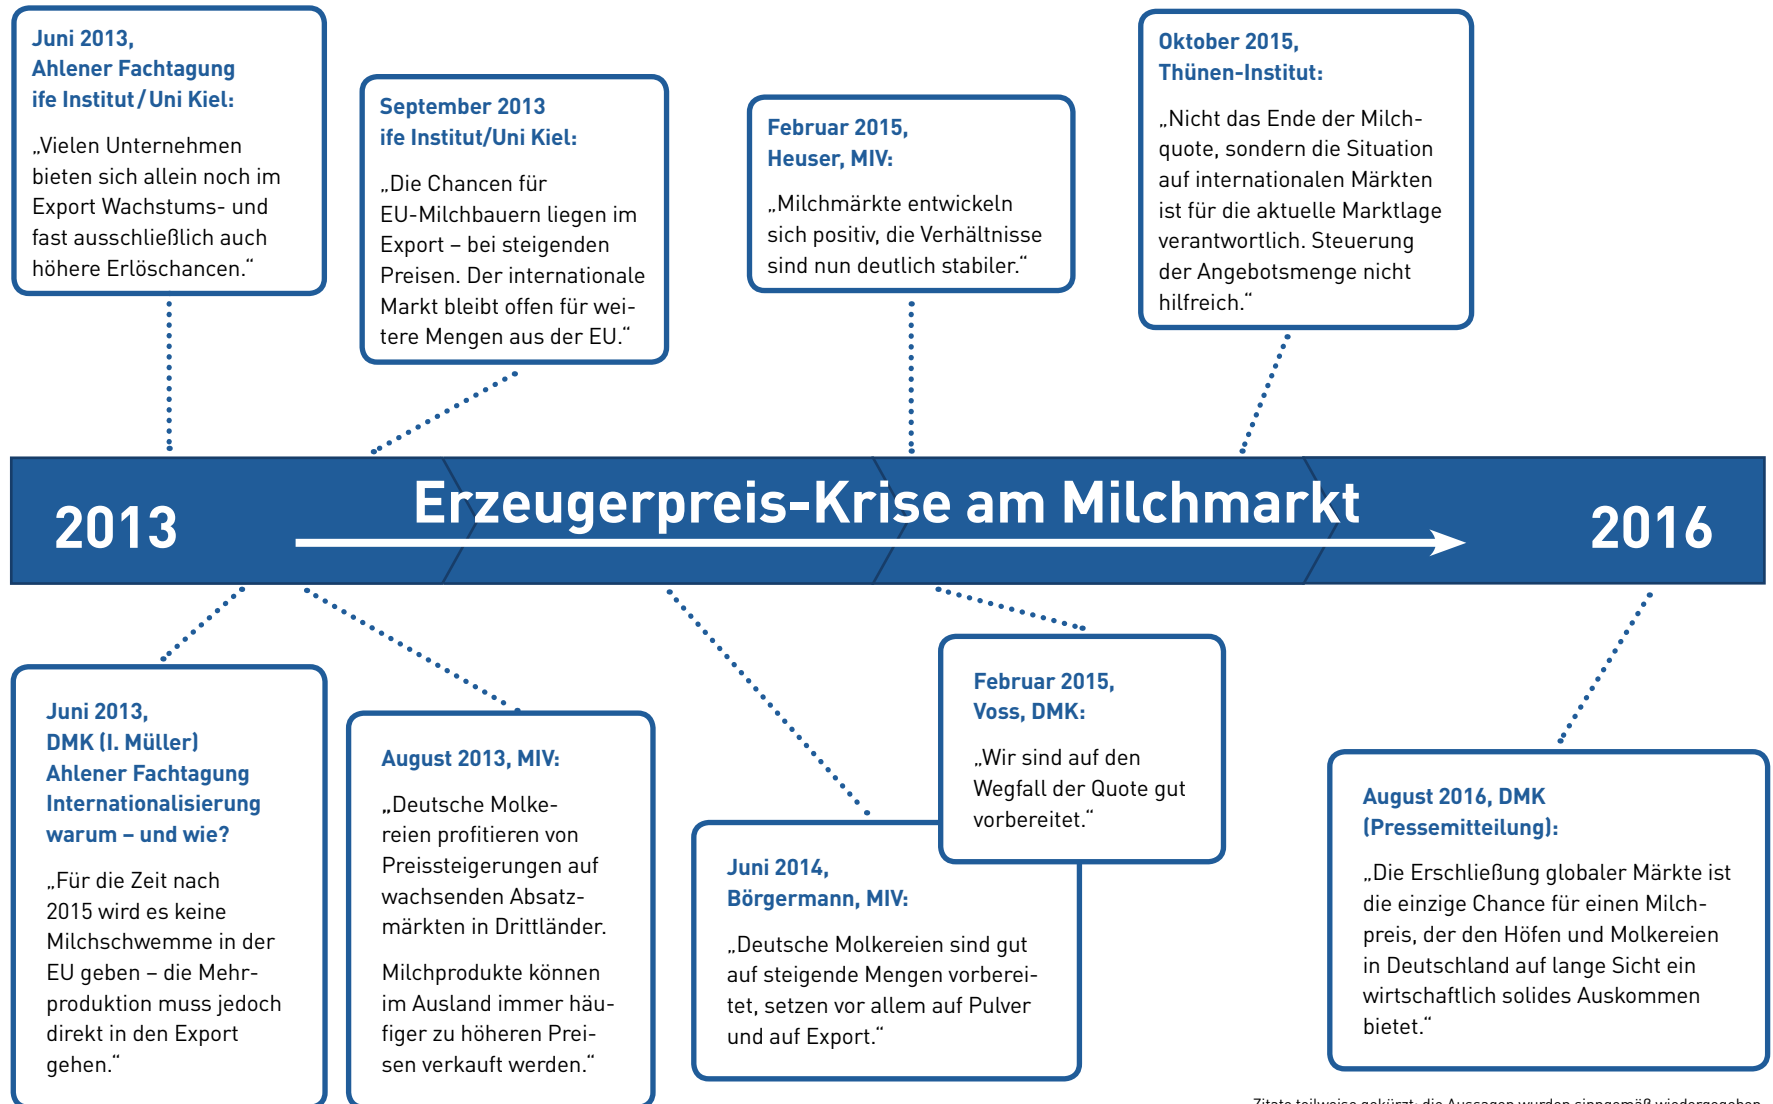 Juni 2013,
Ahlener Fachtagung
ife Institut/Uni Kiel:
„Vielen Unternehmen
bieten sich allein noch im
Export Wachstums- und
fast ausschließlich auch
höhere Erlöschancen.“
September 2013
ife Institut/Uni Kiel:
„Die Chancen für
EU-Milchbauern liegen im
Export – bei steigenden
Preisen. Der internationale
Markt bleibt offen für wei-
tere Mengen aus der EU.“
Februar 2015,
Heuser, MIV:
„Milchmärkte entwickeln
sich positiv, die Verhältnisse
sind nun deutlich stabiler.“
Oktober 2015,
Thünen-Institut:
„Nicht das Ende der Milch-
quote, sondern die Situation
auf internationalen Märkten
ist für die aktuelle Marktlage
verantwortlich. Steuerung
der Angebotsmenge nicht
hilfreich.“
2013
Erzeugerpreis-Krise am Milchmarkt
2016
Juni 2013,
DMK (I. Müller)
Ahlener Fachtagung
Internationalisierung
warum – und wie?
„Für die Zeit nach
2015 wird es keine
Milchschwemme in der
EU geben – die Mehr-
produktion muss jedoch
direkt in den Export
gehen.“
August 2013, MIV:
„Deutsche Molke-
reien profitieren von
Preissteigerungen auf
wachsenden Absatz-
märkten in Drittländer.
Milchprodukte können
im Ausland immer häu-
figer zu höheren Prei-
sen verkauft werden.“
Juni 2014,
Börgermann, MIV:
„Deutsche Molkereien sind gut
auf steigende Mengen vorberei-
tet, setzen vor allem auf Pulver
und auf Export.“
Februar 2015,
Voss, DMK:
„Wir sind auf den
Wegfall der Quote gut
vorbereitet.“
August 2016, DMK
(Pressemitteilung):
„Die Erschließung globaler Märkte ist
die einzige Chance für einen Milch-
preis, der den Höfen und Molkereien
in Deutschland auf lange Sicht ein
wirtschaftlich solides Auskommen
bietet.“
Zitate teilweise gekürzt; die Aussagen wurden sinngemäß wiedergegeben